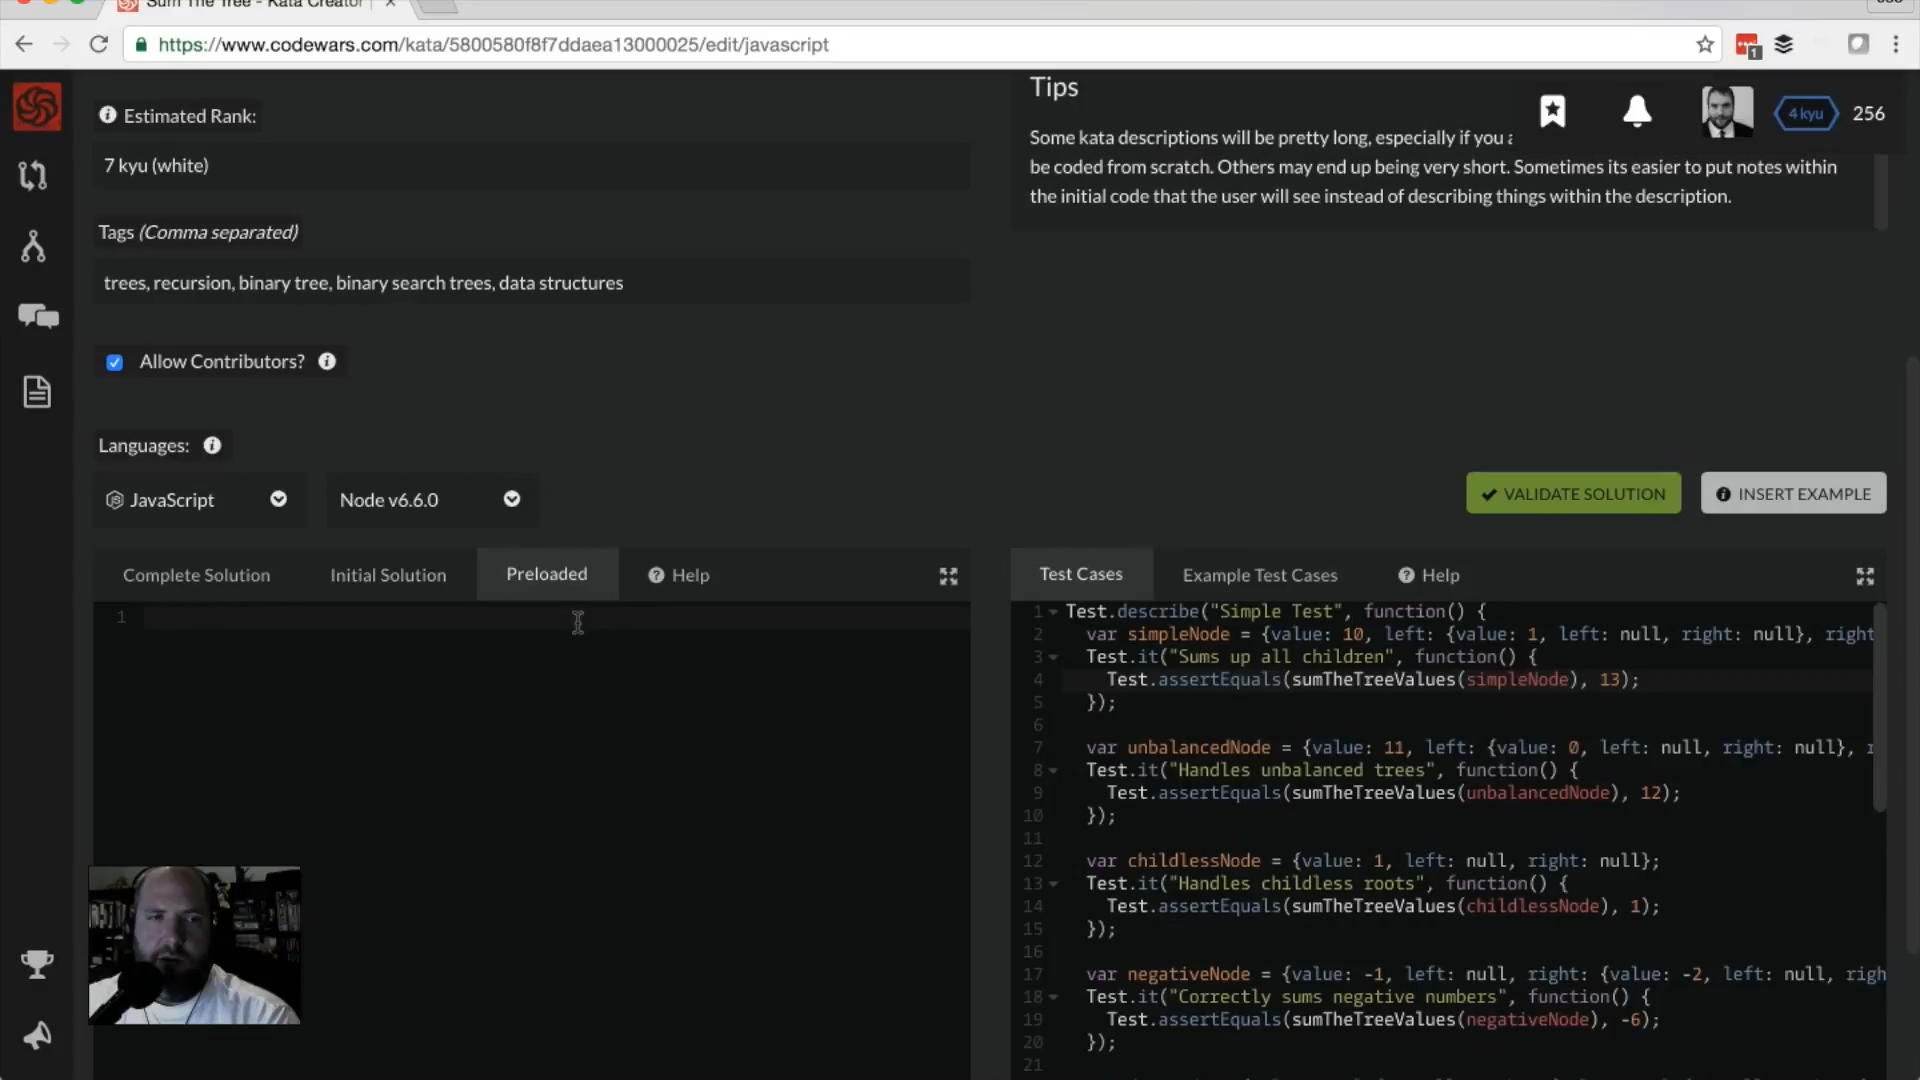 Sum The Tree - Kata Creator
https://www.codewars.com/kata/5800580f8f7ddaea13000025/edit/javascript
1
Estimated Rank:
7 kyu (white)
Tags (Comma separated)
trees, recursion, binary tree, binary search trees, data structures
Allow Contributors?
Languages:
JavaScript
Node v6.6.0
Tips
Some kata descriptions will be pretty long, especially if you a
be coded from scratch. Others may end up being very short. Sometimes its easier to put notes within
the initial code that the user will see instead of describing things within the description.
4 kyu
256
VALIDATE SOLUTION
INSERT EXAMPLE
Complete Solution
Initial Solution
Preloaded
Help
1
Test Cases
Example Test Cases
Help
1 Test.describe("Simple Test", function() {
2 var simpleNode = {value: 10, left: {value: 1, left: null, right: null}, right
3 Test.it("Sums up all children", function() {
4 Test.assertEquals(sumTheTreeValues(simpleNode), 13);
5 });
6
7 var unbalancedNode = {value: 11, left: {value: 0, left: null, right: null}, r
8 Test.it("Handles unbalanced trees", function() {
9 Test.assertEquals(sumTheTreeValues(unbalancedNode), 12);
10 });
11
12 var childlessNode = {value: 1, left: null, right: null};
13 Test.it("Handles childless roots", function() {
14 Test.assertEquals(sumTheTreeValues(childlessNode), 1);
15 });
16
17 var negativeNode = {value: -1, left: null, right: {value: -2, left: null, righ
18 Test.it("Correctly sums negative numbers", function() {
19 Test.assertEquals(sumTheTreeValues(negativeNode), -6);
20 });
21